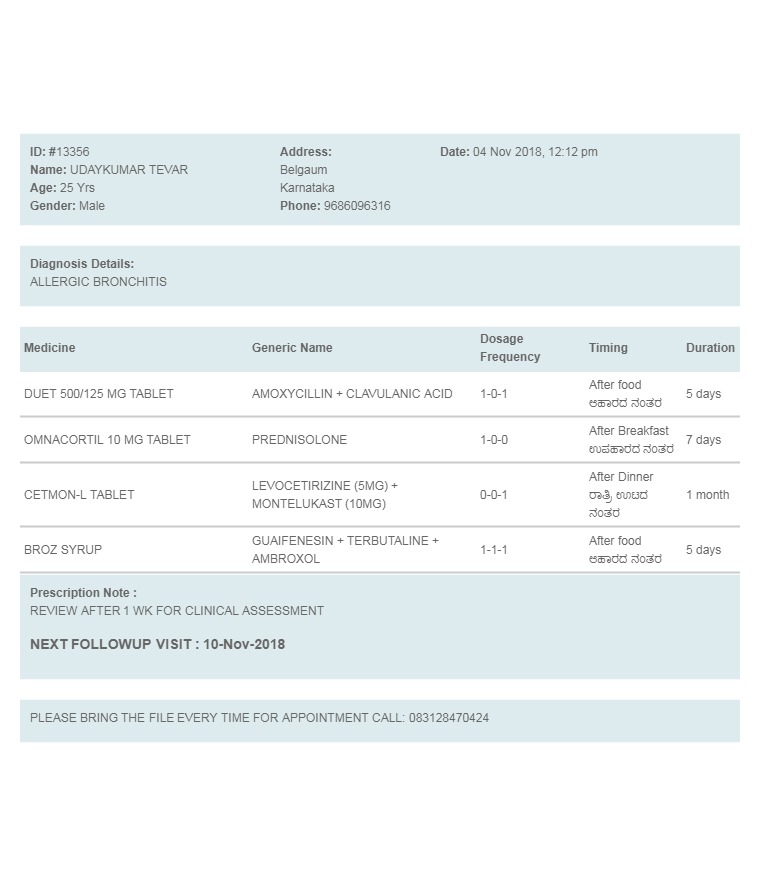 ID: #13356 Address: Date: 04 Nov 2018, 12:12 pm
Name: UDAYKUMAR TEVAR Belgaum
Age: 25 Yrs Karnataka
Gender: Male Phone: 9686096316
Diagnosis Details:
ALLERGIC BRONCHITIS
Medicine Generic Name Dosage Frequency Timing Duration
DUET 500/125 MG TABLET AMOXYCILLIN + CLAVULANIC ACID 1-0-1 After food 5 days
ಆಹಾರದ ನಂತರ
OMNACORTIL 10 MG TABLET PREDNISOLONE 1-0-0 After Breakfast 7 days
ಉಪಹಾರದ ನಂತರ
CETMON-L TABLET LEVOCETIRIZINE (5MG) + MONTELUKAST (10MG) 0-0-1 After Dinner 1 month
ರಾತ್ರಿ ಊಟದ
ನಂತರ
BROZ SYRUP GUAIFENESIN + TERBUTALINE + AMBROXOL 1-1-1 After food 5 days
ಆಹಾರದ ನಂತರ
Prescription Note :
REVIEW AFTER 1 WK FOR CLINICAL ASSESSMENT
NEXT FOLLOWUP VISIT : 10-Nov-2018
PLEASE BRING THE FILE EVERY TIME FOR APPOINTMENT CALL: 083128470424